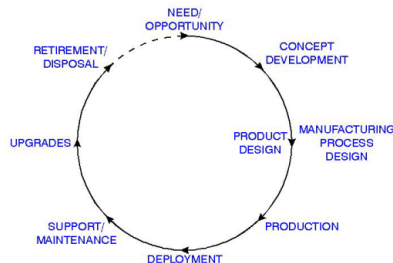 NEED/
OPPORTUNITY
CONCEPT
DEVELOPMENT
PRODUCT
DESIGN
MANUFACTURING
PROCESS
DESIGN
PRODUCTION
DEPLOYMENT
SUPPORT/
MAINTENANCE
UPGRADES
RETIREMENT/
DISPOSAL